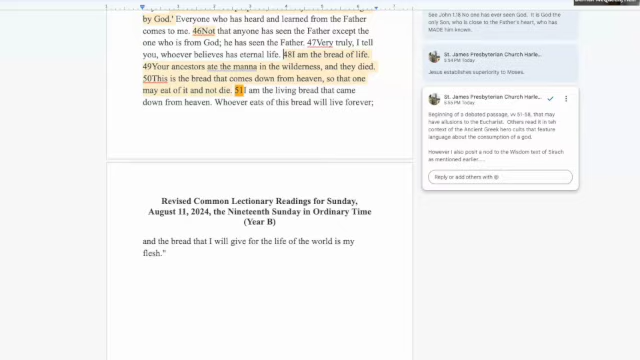 by God.' Everyone who has heard and learned from the Father
comes to me. 46Not that anyone has seen the Father except the
one who is from God; he has seen the Father. 47Very truly, I tell
you, whoever believes has eternal life. 48I am the bread of life.
49Your ancestors ate the manna in the wilderness, and they died.
50This is the bread that comes down from heaven, so that one
may eat of it and not die. 51I am the living bread that came
down from heaven. Whoever eats of this bread will live forever;
Revised Common Lectionary Readings for Sunday,
August 11, 2024, the Nineteenth Sunday in Ordinary Time
(Year B)
and the bread that I will give for the life of the world is my
flesh."
See John 1:18 No one has ever seen God. It is God the
only Son, who is close to the Father's heart, who has
MADE him known.
St. James Presbyterian Church Harle...
5:54 PM Today
Jesus establishes superiority to Moses.
St. James Presbyterian Church Harle...
5:55 PM Today
Beginning of a debated passage, vv.51-58, that
may have allusions to the Eucharist. Others read it in teh
context of the Ancient Greek hero cults that feature
language about the consumption of a god.
However I also posit a nod to the Wisdom text of Sirach
as mentioned earlier....
Reply or add others with @